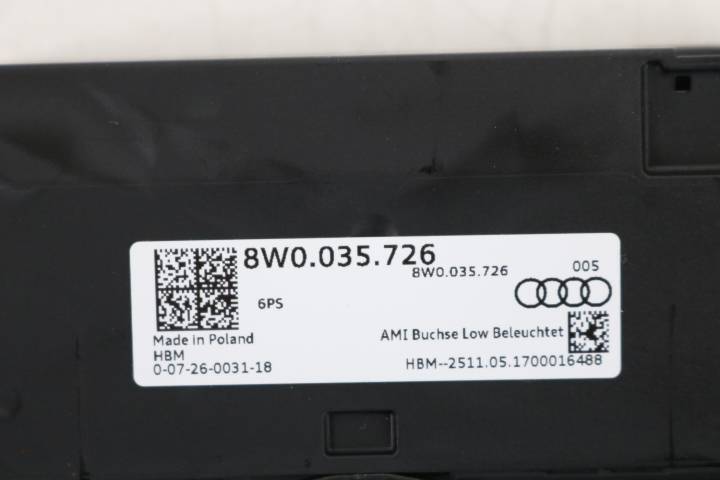 8W0.035.726
8W0.035.726
005
6PS
Made in Poland
AMI Buchse Low Beleuchtet
HBM
0-07-26-0031-18
HBM--2511.05.1700016488